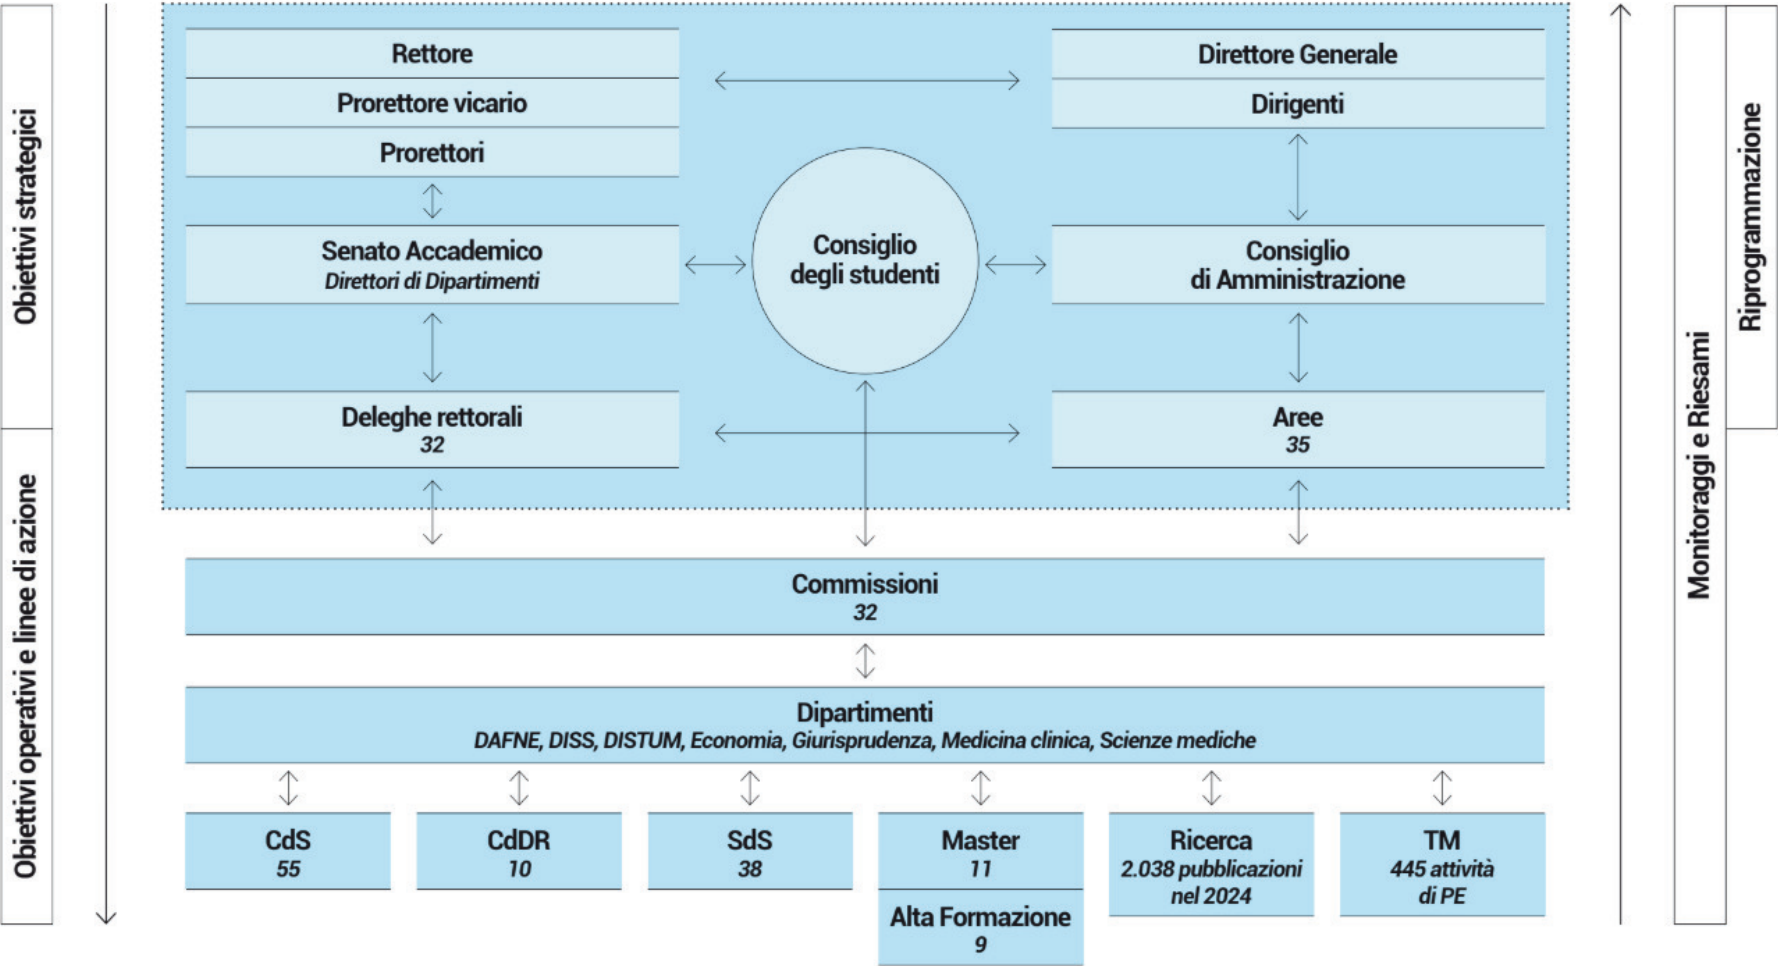 Obiettivi strategici
Obiettivi operativi e linee di azione
Rettore
Prorettore vicario
Prorettori
Direttore Generale
Dirigenti
Senato Accademico
Direttori di Dipartimenti
Consiglio
degli studenti
Consiglio
di Amministrazione
Deleghe rettorali
32
Aree
35
Commissioni
32
Dipartimenti
DAFNE, DISS, DISTUM, Economia, Giurisprudenza, Medicina clinica, Scienze mediche
CdS
55
CdDR
10
SdS
38
Master
11
Alta Formazione
9
Ricerca
2.038 pubblicazioni
nel 2024
TM
445 attività
di PE
Monitoraggi e Riesami
Riprogrammazione